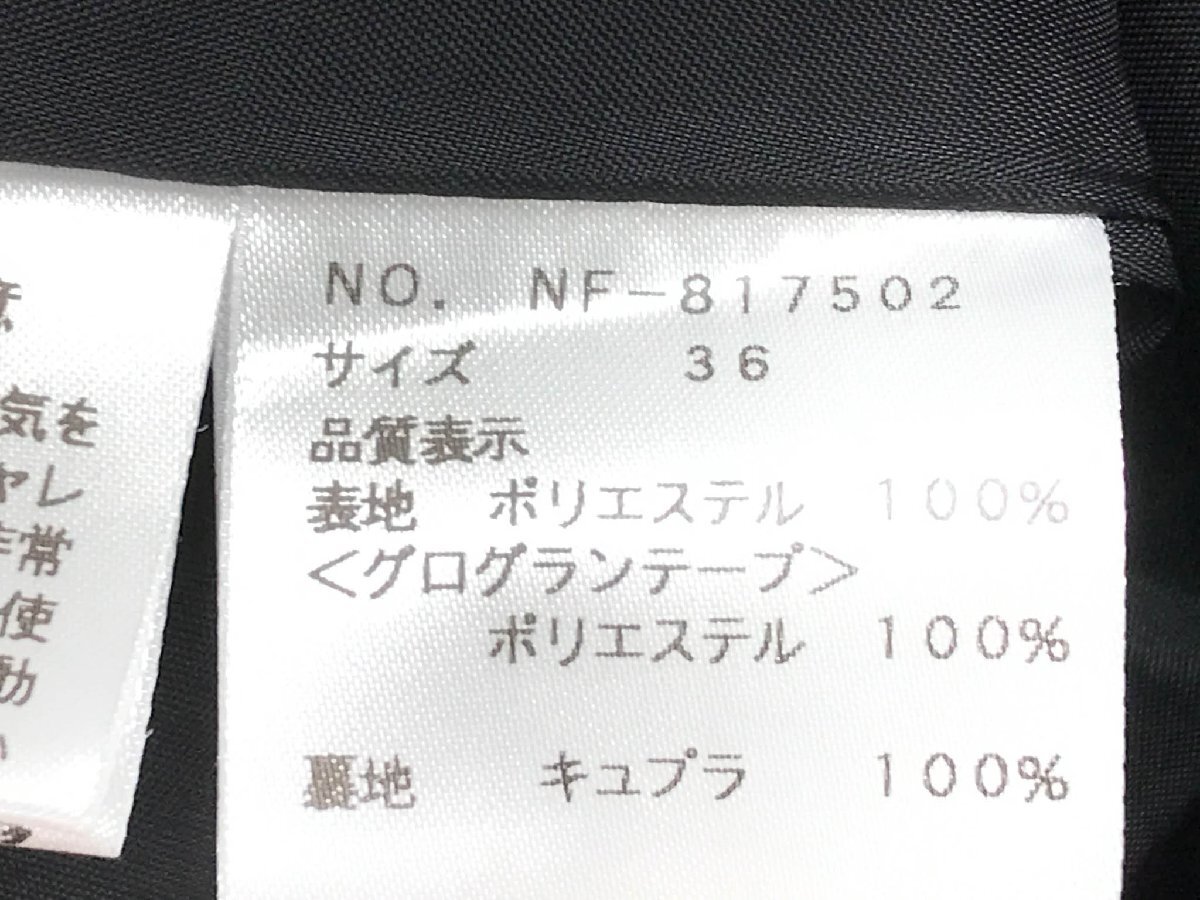 NO. NF-817502
サイズ 36
品質表示
表地 ポリエステル 100%
<グログランテープ>
ポリエステル 100%
裏地 キュプラ 100%
気を
ャレ
常
使
動